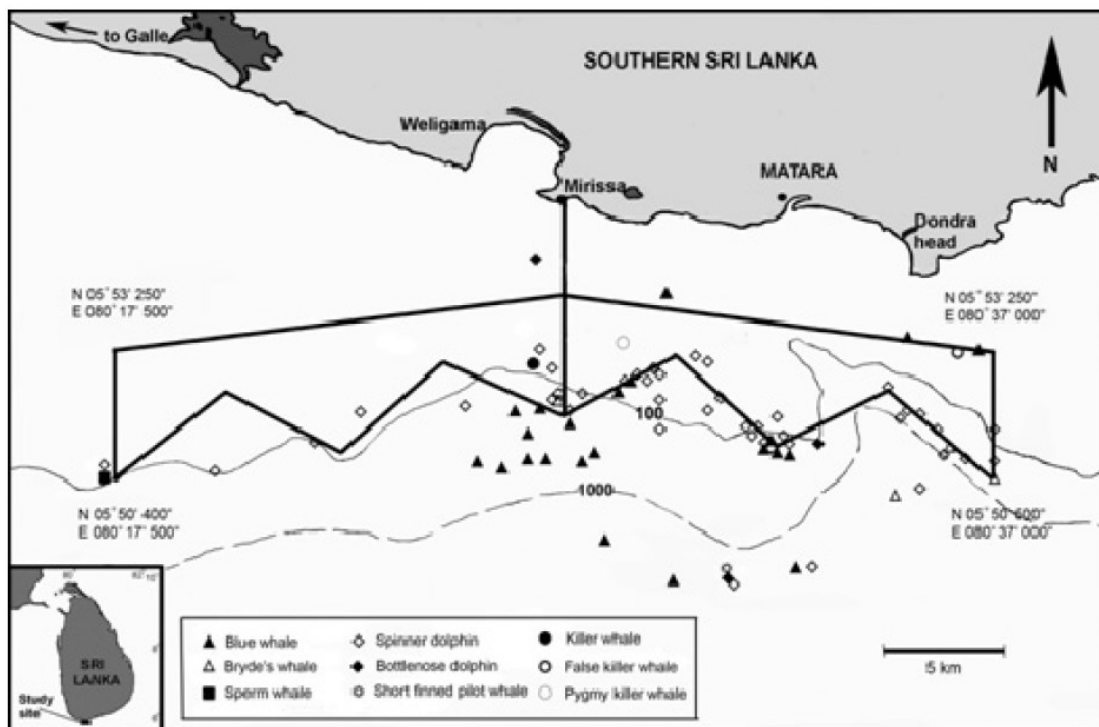 to Galle
SOUTHERN SRI LANKA
Weligama
N
Mirissa
MATARA
Dondra
head
N 05° 53' 250"
E 080° 17' 500"
N 05° 53' 250"
E 080° 37' 000"
100
1000
N 05° 50' 400"
E 080° 17' 500"
N 05° 50' 600"
E 080° 37' 000"
80
SRI
LANKA
Study
site
Blue whale
Spinner dolphin
Killer whale
Bryde's whale
Bottlenose dolphin
False killer whale
Sperm whale
Short finned pilot whale
Pygmy killer whale
5 km